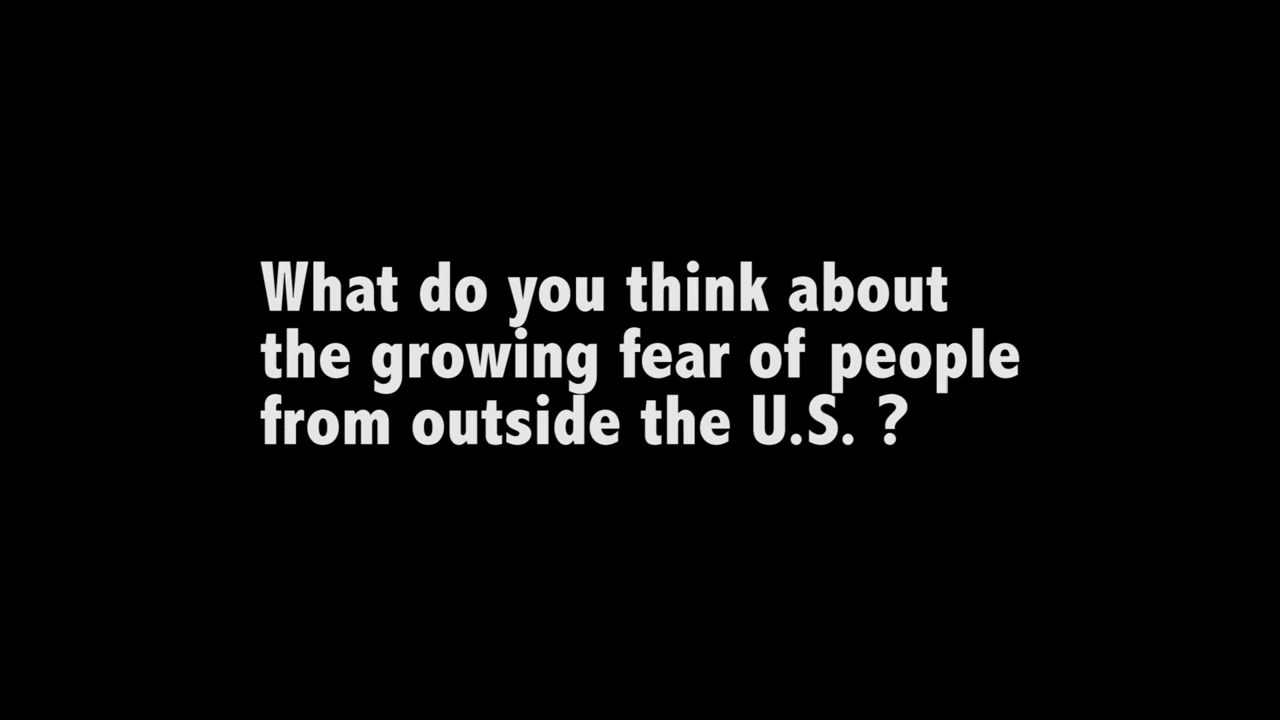 What do you think about
the growing fear of people
from outside the U.S. ?